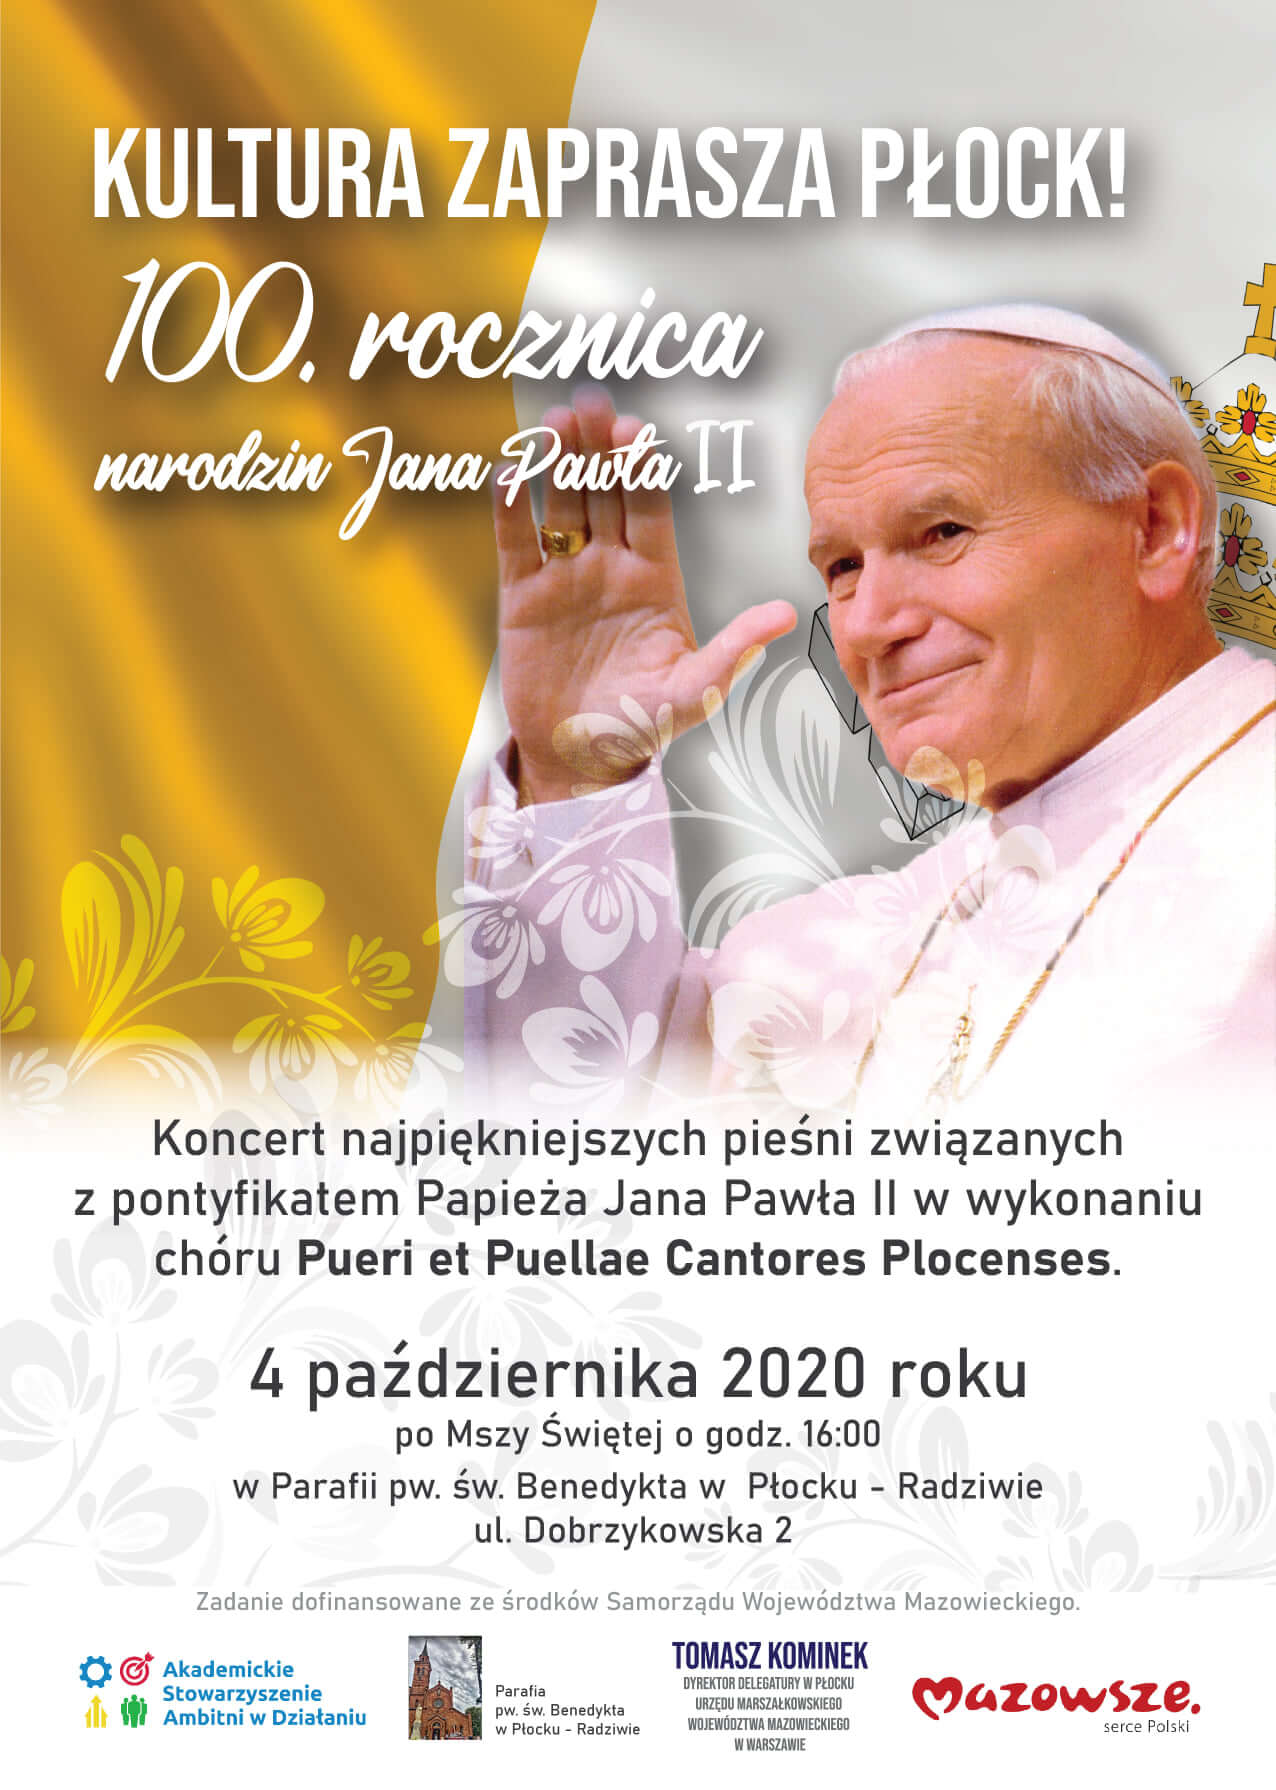 KULTURA ZAPRASZA PŁOCK!
100. rocznica
narodzin Jana Pawła II
Koncert najpiękniejszych pieśni związanych
z pontyfikatem Papieża Jana Pawła II w wykonaniu
chóru Pueri et Puellae Cantores Plocenses.
4 października 2020 roku
po Mszy Świętej o godz. 16:00
w Parafii pw. św. Benedykta w Płocku - Radziwie
ul. Dobrzykowska 2
Zadanie dofinansowane ze środków Samorządu Województwa Mazowieckiego.
Akademickie
Stowarzyszenie
Ambitni w Działaniu
Parafia
pw. św. Benedykta
w Płocku - Radziwie
TOMASZ KOMINEK
DYREKTOR DELEGATURY W PŁOCKU
URZĘDU MARSZAŁKOWSKIEGO
WOJEWÓDZTWA MAZOWIECKIEGO
W WARSZAWIE
Mazowsze.
serce Polski